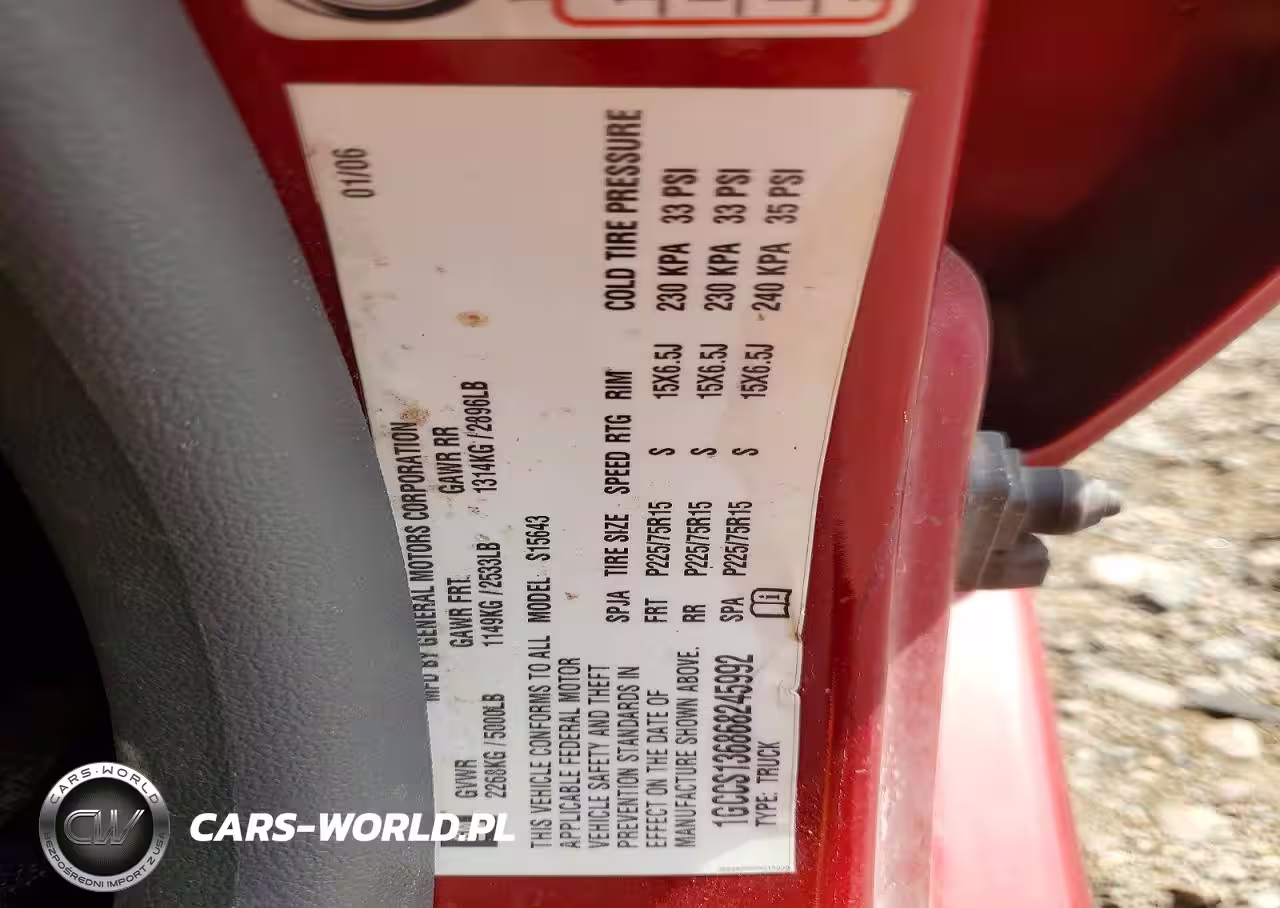 MFD BY GENERAL MOTORS CORPORATION 01/06
GVWR GAWR FRT. GAWR RR
2268KG/5000LB 1149KG/2533LB 1314KG/2896LB
THIS VEHICLE CONFORMS TO ALL MODEL S15643
APPLICABLE FEDERAL MOTOR
VEHICLE SAFETY AND THEFT
PREVENTION STANDARDS IN
EFFECT ON THE DATE OF
MANUFACTURE SHOWN ABOVE.
SPJA TIRE SIZE SPEED RTG RIM COLD TIRE PRESSURE
FRT P225/75R15 S 15X6.5J 230 KPA 33 PSI
RR P225/75R15 S 15X6.5J 230 KPA 33 PSI
SPA P225/75R15 S 15X6.5J 240 KPA 35 PSI
1GCCS136868245992
TYPE: TRUCK
CARS-WORLD
CW
BEZPOŚREDNI IMPORT Z USA
CARS-WORLD.PL